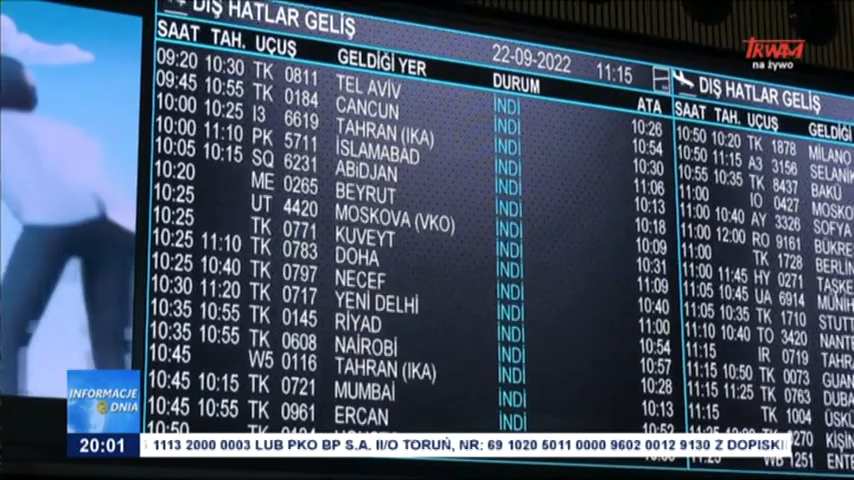 DIŞ HATLAR GELİŞ
22-09-2022 11:15
SAAT TAH. UÇUŞ GELDİĞİ YER DURUM ATA
09:20 10:30 TK 0811 TEL AVİV İNDİ 10:26
09:45 10:55 TK 0184 CANCUN İNDİ 10:54
10:00 10:25 I3 6619 TAHRAN (IKA) İNDİ 10:30
10:00 11:10 PK 5711 İSLAMABAD İNDİ 11:06
10:05 10:15 SQ 6231 ABİDJAN İNDİ 10:13
10:20 ME 0265 BEYRUT İNDİ 10:18
10:25 UT 4420 MOSKOVA (VKO) İNDİ 10:09
10:25 TK 0771 KUVEYT İNDİ 10:31
10:25 11:10 TK 0783 DOHA İNDİ 11:09
10:25 10:40 TK 0797 NECEF İNDİ 10:40
10:30 11:20 TK 0717 YENİ DELHİ İNDİ 11:00
10:35 10:55 TK 0145 RİYAD İNDİ 10:54
10:35 10:55 TK 0608 NAİROBİ İNDİ 10:57
10:45 W5 0116 TAHRAN (IKA) İNDİ 10:28
10:45 10:15 TK 0721 MUMBAİ İNDİ 10:13
10:45 10:55 TK 0961 ERCAN İNDİ 10:52
10:50
DIŞ HATLAR GELİŞ
SAAT TAH. UÇUŞ GELDİĞİ
10:50 10:20 TK 1878 MİLANO
10:50 11:15 A3 3156 SELANİK
10:55 10:35 TK 8437 BAKÜ
11:00 IO 0427 MOSKO
11:00 10:40 AY 3326 SOFYA
11:00 12:00 RO 9161 BÜKRE
11:00 TK 1728 BERLİN
11:00 11:45 HY 0271 TAŞKE
11:05 10:45 UA 6914 MÜNİH
11:05 10:35 TK 1710 STUTT
11:10 10:40 TO 3420 NANTE
11:15 IR 0719 TAHRA
11:15 10:50 TK 0073 GUAN
11:15 11:25 TK 0763 DUBA
11:15 TK 1004 ÜSKÜ
0270 KİŞİN
11:25 WB 1251 ENTE
TRWAM
na żywo
INFORMACJE
DNIA
20:01
1113 2000 0003 LUB PKO BP S.A. II/O TORUŃ, NR: 69 1020 5011 0000 9602 0012 9130 Z DOPISKI